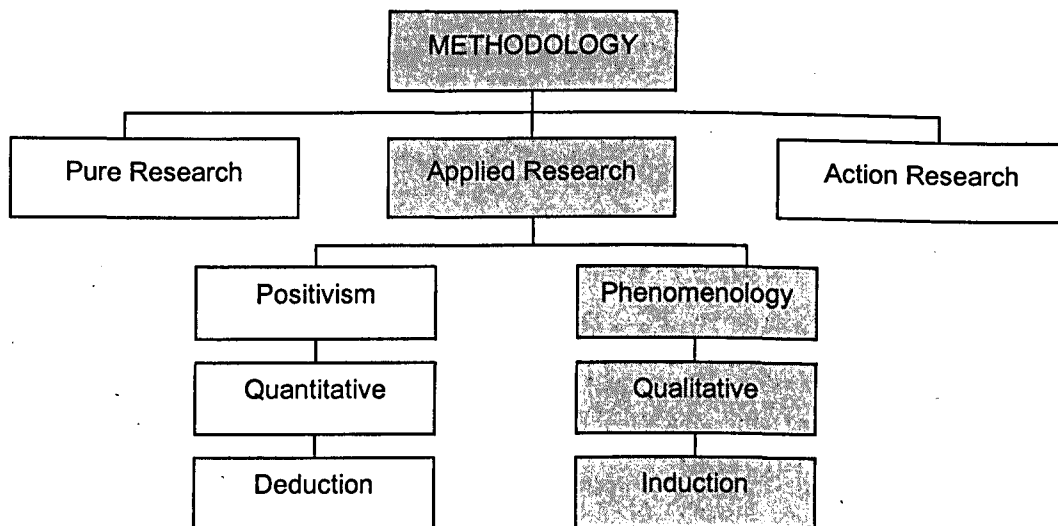 METHODOLOGY
Pure Research
Applied Research
Action Research
Positivism
Phenomenology
Quantitative
Qualitative
Deduction
Induction